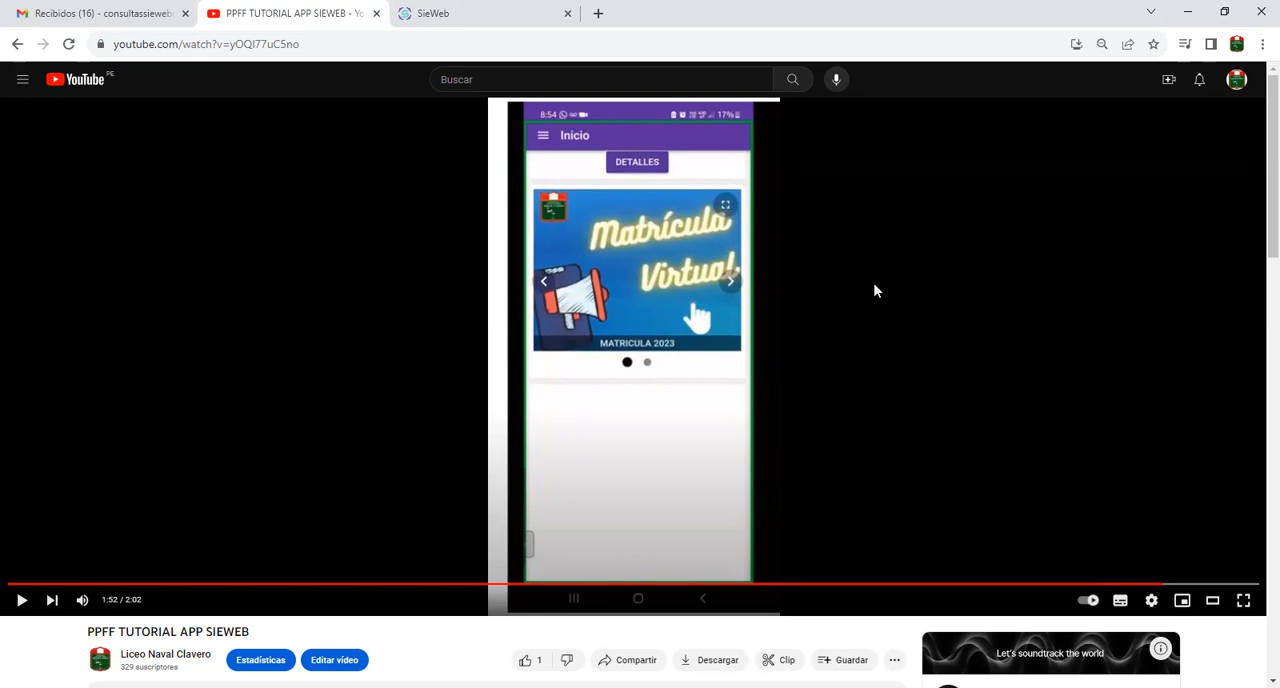 Recibidos (16) - consultassiewebc
PPFF TUTORIAL APP SIEWEB - Yo
SieWeb
youtube.com/watch?v=yOQI77uC5no
YouTube PE
Buscar
8:54
17%
Inicio
DETALLES
Matrícula
Virtual
MATRICULA 2023
1:52 / 2:02
PPFF TUTORIAL APP SIEWEB
Liceo Naval Clavero
329 suscriptores
Estadísticas
Editar vídeo
1
Compartir
Descargar
Clip
Guardar
Let's soundtrack the world